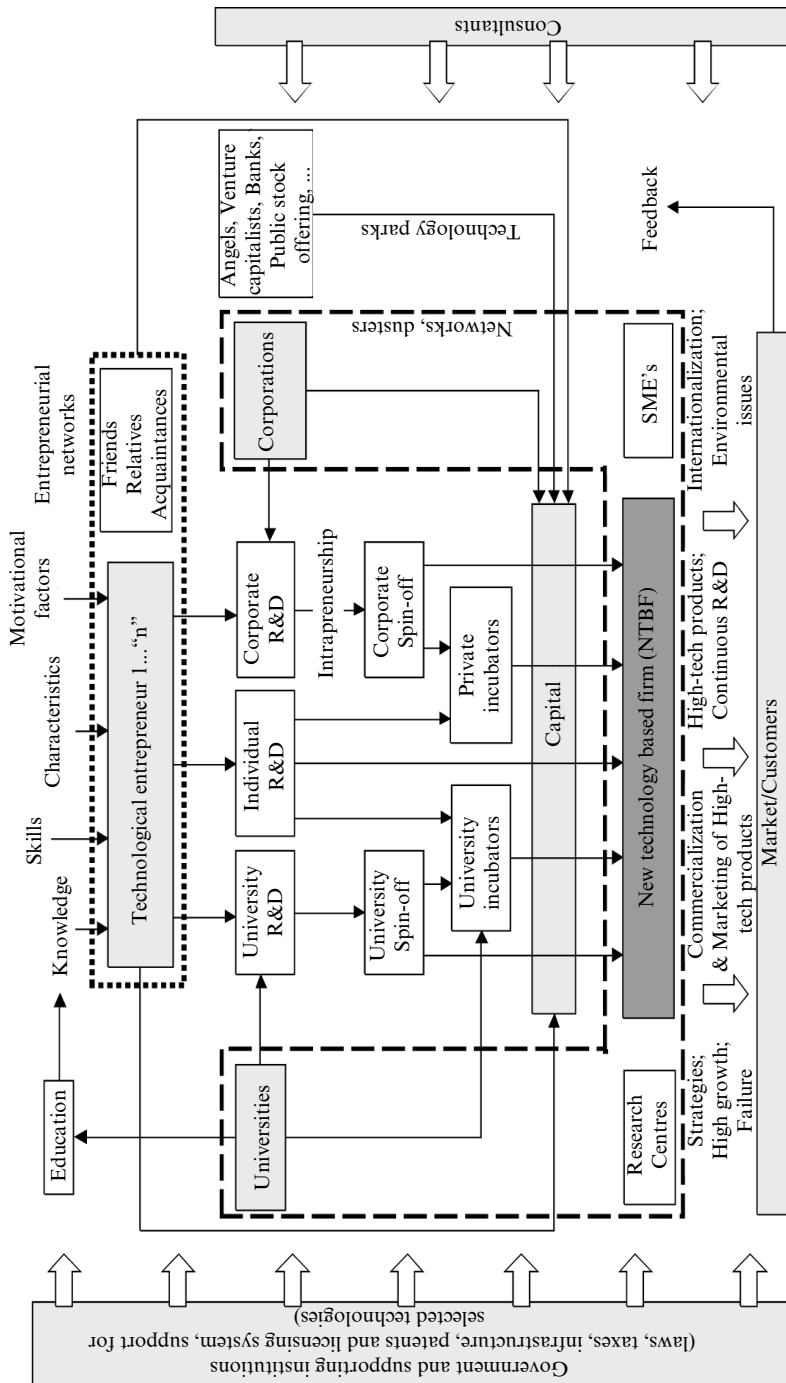 Government and supporting institutions
(laws, taxes, infrastructure, patents and licensing system, support for
selected technologies)
Education
Knowledge
Skills
Characteristics
Motivational
factors
Entrepreneurial
networks
Technological entrepreneur 1... “n”
Friends
Relatives
Acquaintances
Universities
University
R&D
Individual
R&D
Corporate
R&D
Corporations
Angels, Venture
capitalists, Banks,
Public stock
offering, ...
Networks, dusters
Technology parks
Intrapreneurship
University
Spin-off
Corporate
Spin-off
University
incubators
Private
incubators
Capital
Research
Centres
New technology based firm (NTBF)
SME's
Feedback
Strategies;
High growth;
Failure
Commercialization
& Marketing of High-
tech products
High-tech products;
Continuous R&D
Internationalization;
Environmental
issues
Market/Customers
Consultants